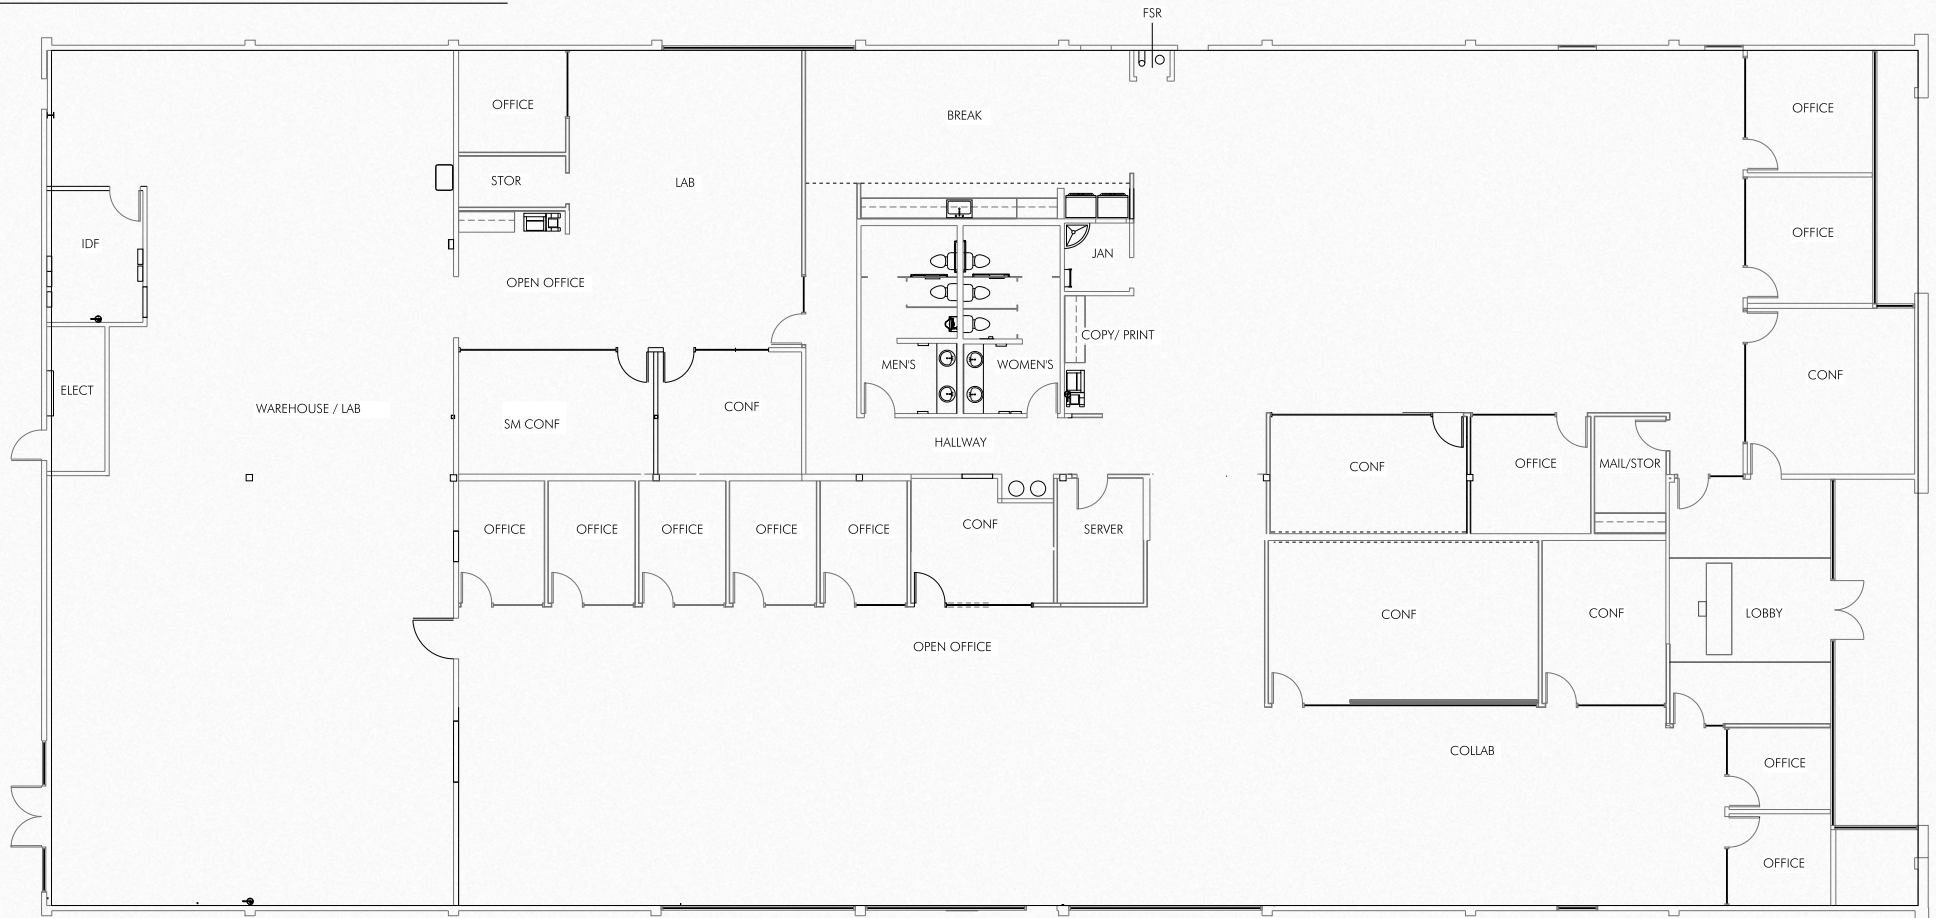 FSR
OFFICE
BREAK
OFFICE
STOR
LAB
OFFICE
IDF
JAN
OPEN OFFICE
COPY/ PRINT
MEN'S
WOMEN'S
CONF
ELECT
WAREHOUSE / LAB
SM CONF
CONF
HALLWAY
CONF
OFFICE
MAIL/STOR
OFFICE
OFFICE
OFFICE
OFFICE
OFFICE
CONF
SERVER
CONF
CONF
LOBBY
OPEN OFFICE
COLLAB
OFFICE
OFFICE